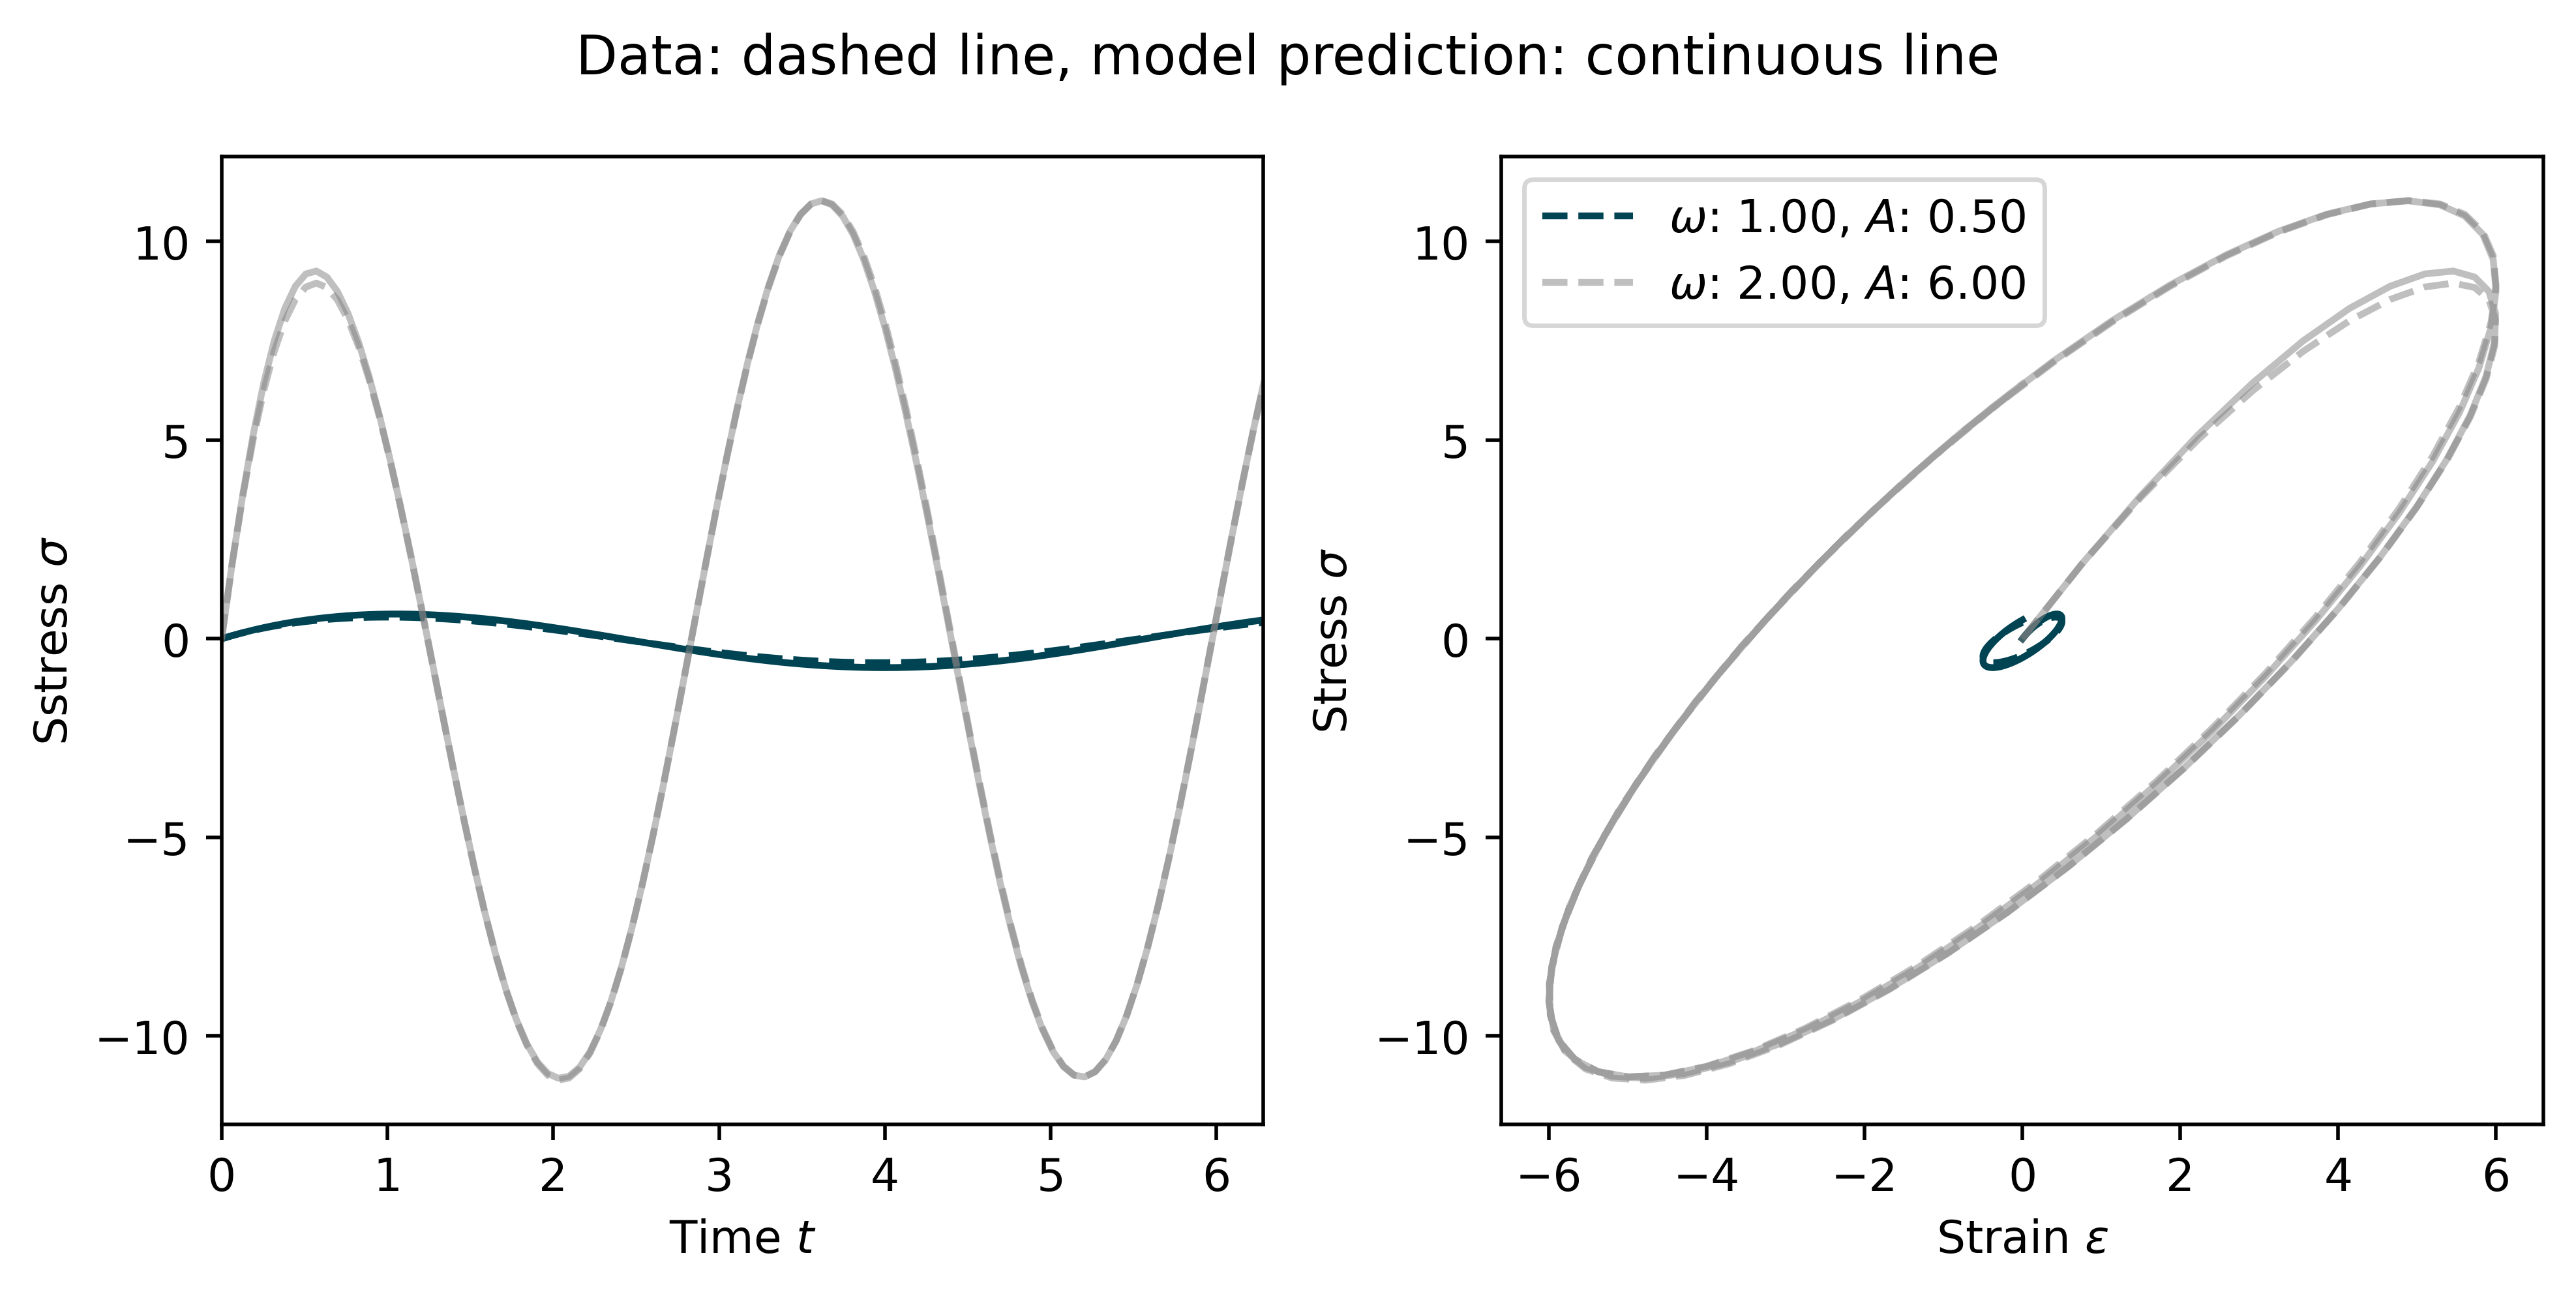 Data: dashed line, model prediction: continuous line
Sstress σ
10
5
0
−5
−10
0 1 2 3 4 5 6
Time t
Stress σ
10
5
0
−5
−10
ω: 1.00, A: 0.50
ω: 2.00, A: 6.00
−6 −4 −2 0 2 4 6
Strain ε